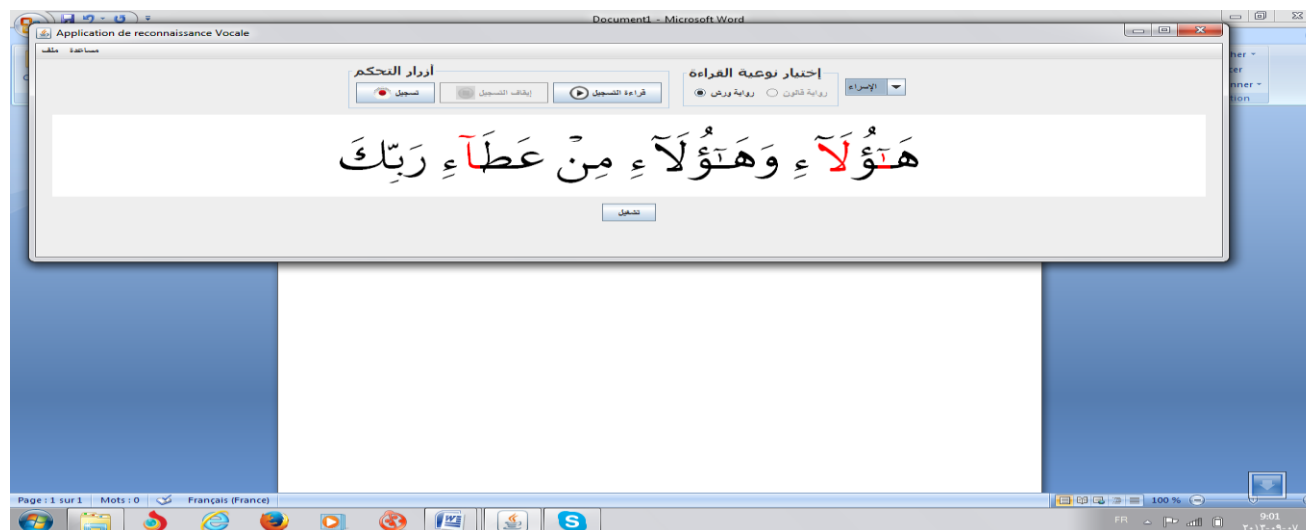 Document1 - Microsoft Word
Application de reconnaissance Vocale
ملف مساعدة
إختيار نوعية القراءة
أزرار التحكم
الإسراء
رواية ورش
رواية قالون
قراءة التسجيل
إيقاف التسجيل
تسجيل
هَـٰٓؤُلَآءِ وَهَـٰٓؤُلَآءِ مِنْ عَطَآءِ رَبِّكَ
تشغيل
Page : 1 sur 1 Mots : 0 Français (France)
100 %
FR
9:01